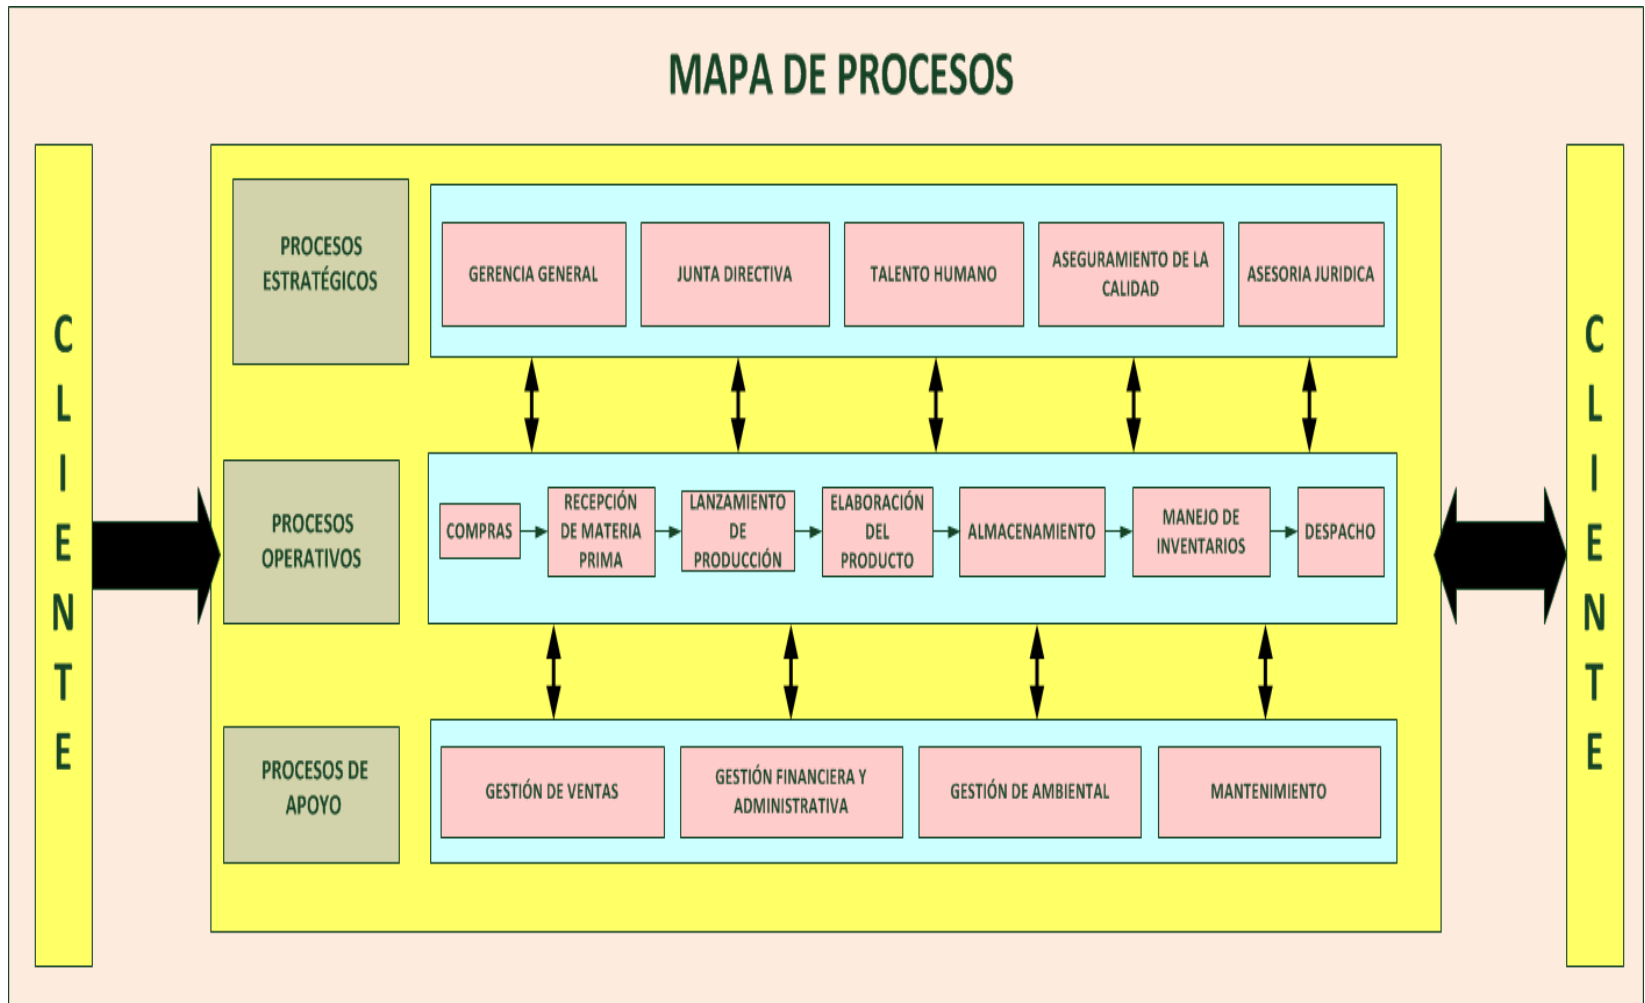 MAPA DE PROCESOS
C
L
I
E
N
T
E
PROCESOS
ESTRATÉGICOS
GERENCIA GENERAL
JUNTA DIRECTIVA
TALENTO HUMANO
ASEGURAMIENTO DE LA
CALIDAD
ASESORIA JURIDICA
PROCESOS
OPERATIVOS
COMPRAS
RECEPCIÓN
DE MATERIA
PRIMA
LANZAMIENTO
DE
PRODUCCIÓN
ELABORACIÓN
DEL
PRODUCTO
ALMACENAMIENTO
MANEJO DE
INVENTARIOS
DESPACHO
PROCESOS DE
APOYO
GESTIÓN DE VENTAS
GESTIÓN FINANCIERA Y
ADMINISTRATIVA
GESTIÓN DE AMBIENTAL
MANTENIMIENTO
C
L
I
E
N
T
E